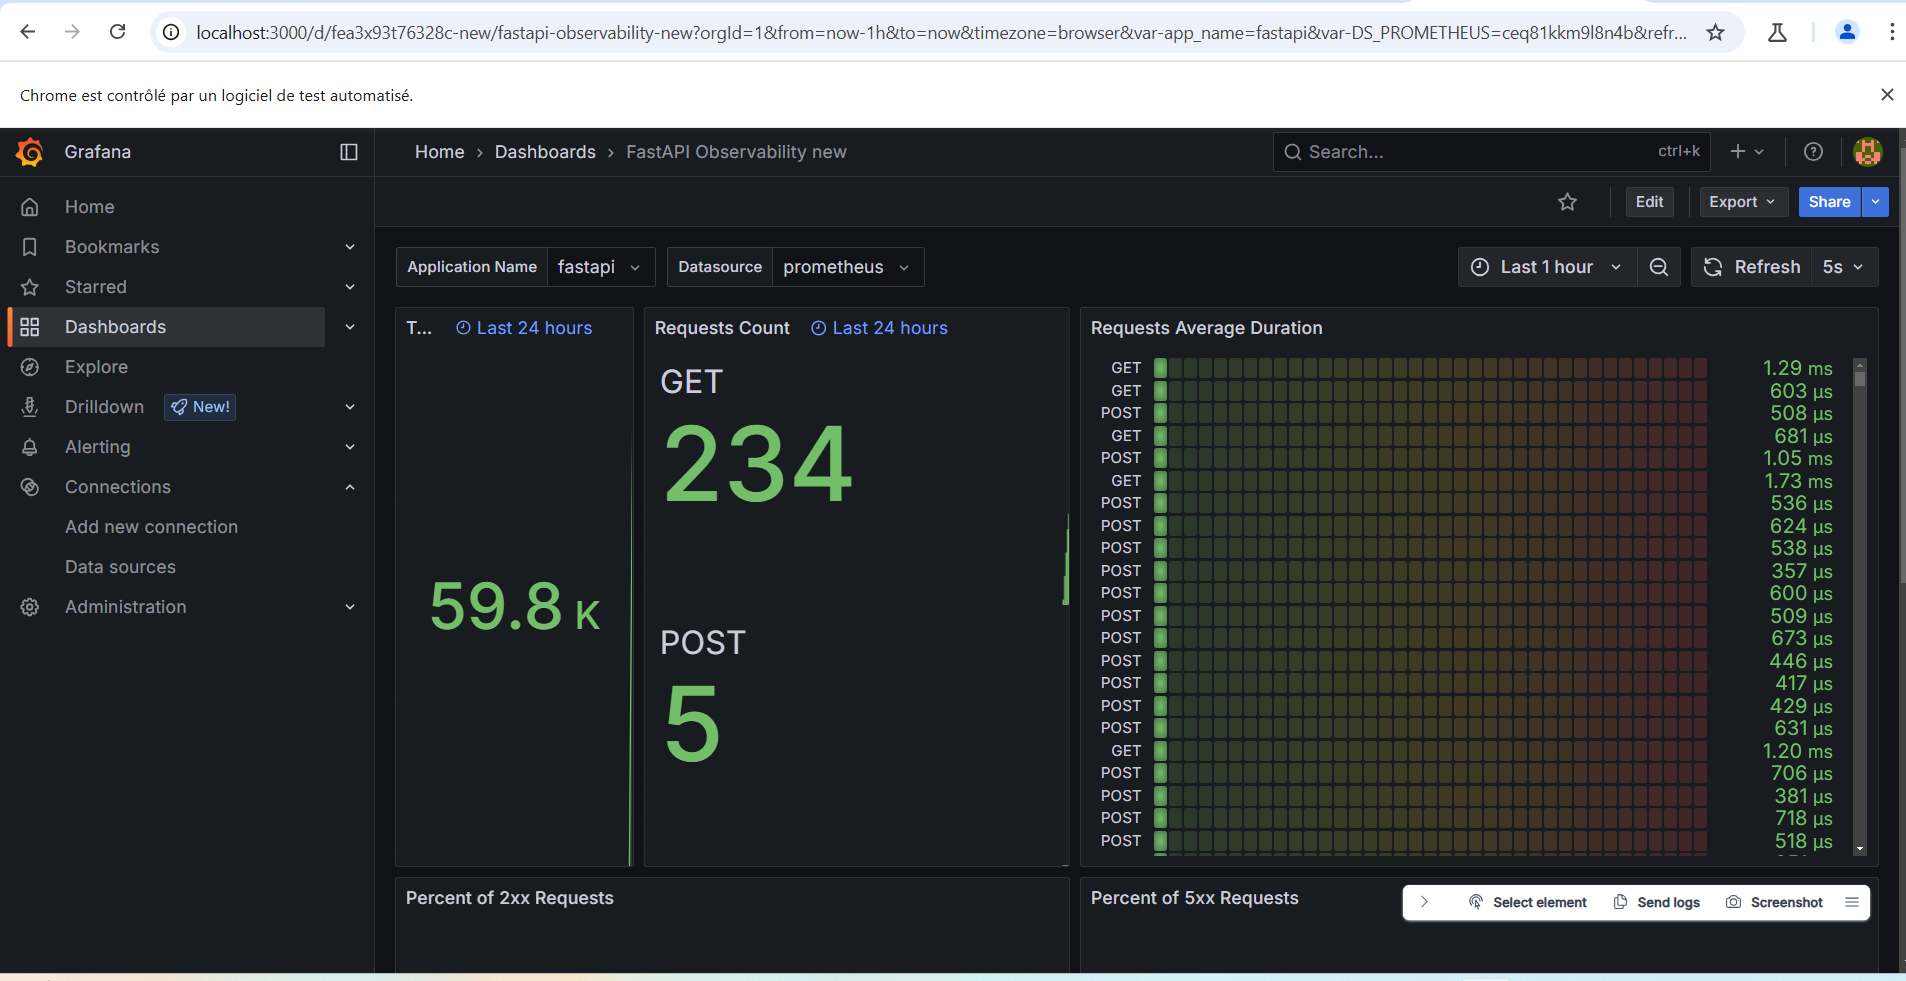 localhost:3000/d/fea3x93t76328c-new/fastapi-observability-new?orgId=1&from=now-1h&to=now&timezone=browser&var-app_name=fastapi&var-DS_PROMETHEUS=ceq81kkm9l8n4b&refr...
Chrome est contrôlé par un logiciel de test automatisé.
Grafana
Home › Dashboards › FastAPI Observability new
Search... ctrl+k
Edit Export Share
Home
Bookmarks
Starred
Dashboards
Explore
Drilldown New!
Alerting
Connections
Add new connection
Data sources
Administration
Application Name fastapi Datasource prometheus
Last 1 hour Refresh 5s
T... Last 24 hours
59.8 K
Requests Count Last 24 hours
GET
234
POST
5
Requests Average Duration
GET 1.29 ms
GET 603 µs
POST 508 µs
GET 681 µs
POST 1.05 ms
GET 1.73 ms
POST 536 µs
POST 624 µs
POST 538 µs
POST 357 µs
POST 600 µs
POST 509 µs
POST 673 µs
POST 446 µs
POST 417 µs
POST 429 µs
POST 631 µs
GET 1.20 ms
POST 706 µs
POST 381 µs
POST 718 µs
POST 518 µs
Percent of 2xx Requests
Percent of 5xx Requests
Select element Send logs Screenshot